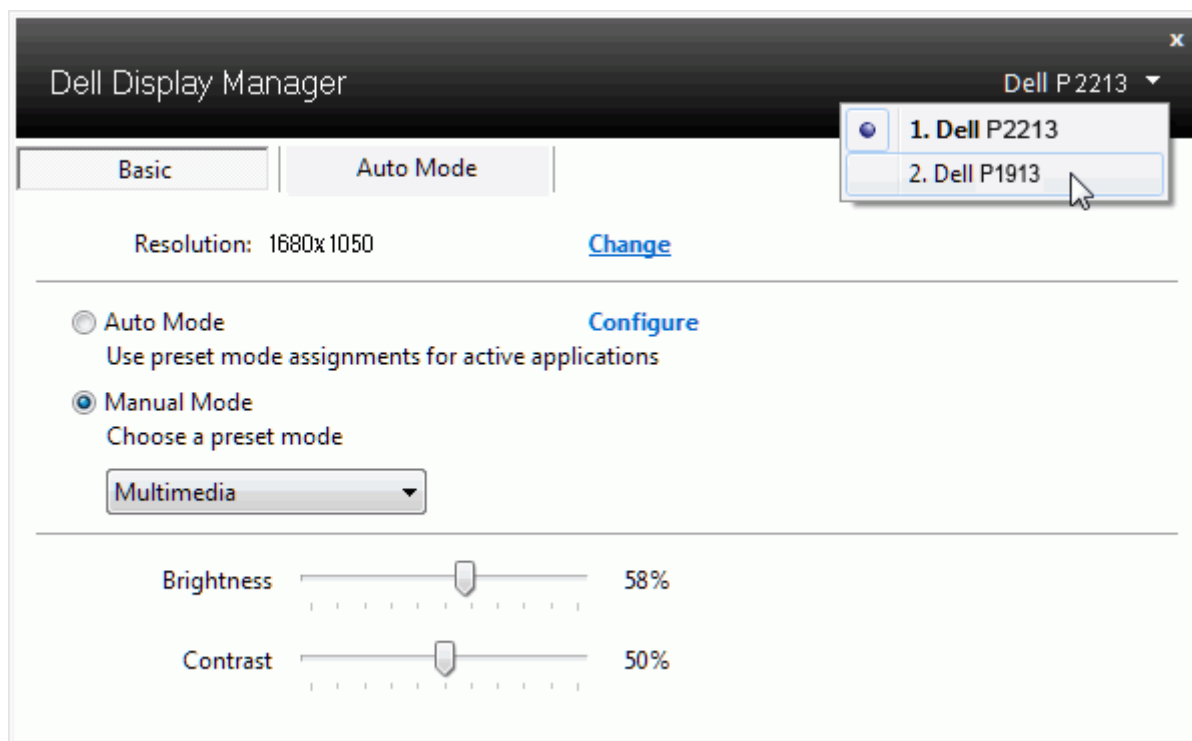 x
Dell Display Manager
Dell P2213
1. Dell P2213
2. Dell P1913
Basic
Auto Mode
Resolution: 1680x1050 Change
Auto Mode Configure
Use preset mode assignments for active applications
Manual Mode
Choose a preset mode
Multimedia
Brightness 58%
Contrast 50%